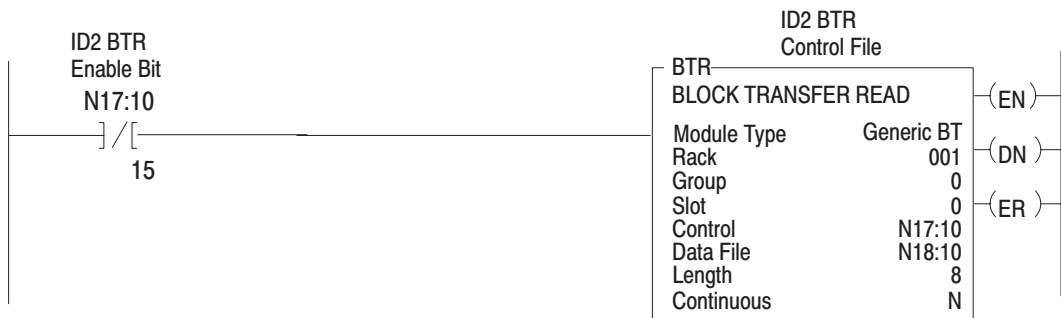 ID2 BTR
Enable Bit
N17:10
15
ID2 BTR
Control File
BTR
BLOCK TRANSFER READ
Module Type Generic BT
Rack 001
Group 0
Slot 0
Control N17:10
Data File N18:10
Length 8
Continuous N
EN
DN
ER